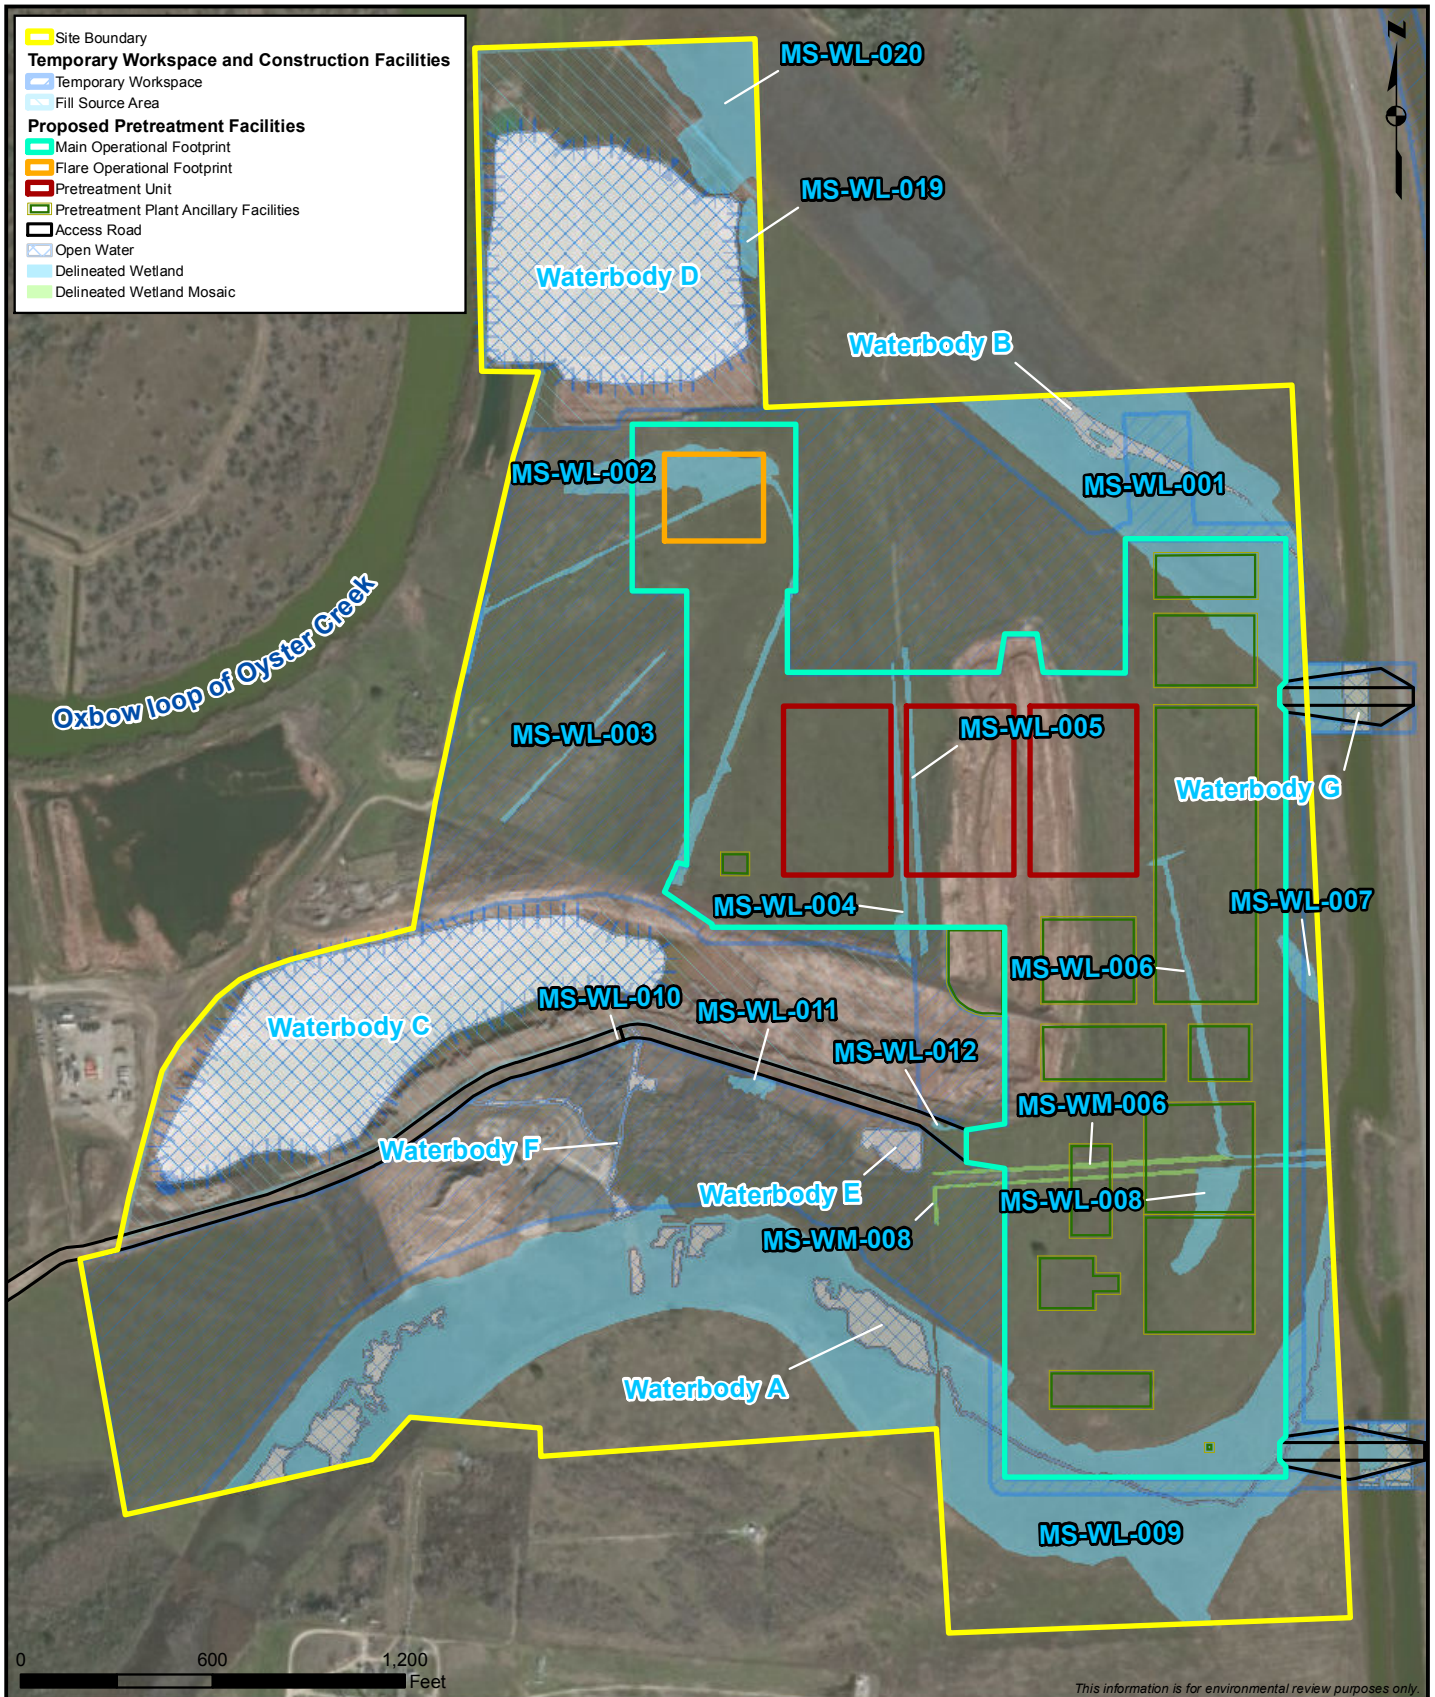 Site Boundary
Temporary Workspace and Construction Facilities
Temporary Workspace
Fill Source Area
Proposed Pretreatment Facilities
Main Operational Footprint
Flare Operational Footprint
Pretreatment Unit
Pretreatment Plant Ancillary Facilities
Access Road
Open Water
Delineated Wetland
Delineated Wetland Mosaic
N
MS-WL-020
MS-WL-019
Waterbody D
Waterbody B
MS-WL-002
MS-WL-001
Oxbow loop of Oyster Creek
MS-WL-003
MS-WL-005
Waterbody G
MS-WL-004
MS-WL-007
MS-WL-006
MS-WL-010
MS-WL-011
Waterbody C
MS-WL-012
MS-WM-006
Waterbody F
Waterbody E
MS-WL-008
MS-WM-008
Waterbody A
MS-WL-009
0 600 1,200
Feet
This information is for environmental review purposes only.